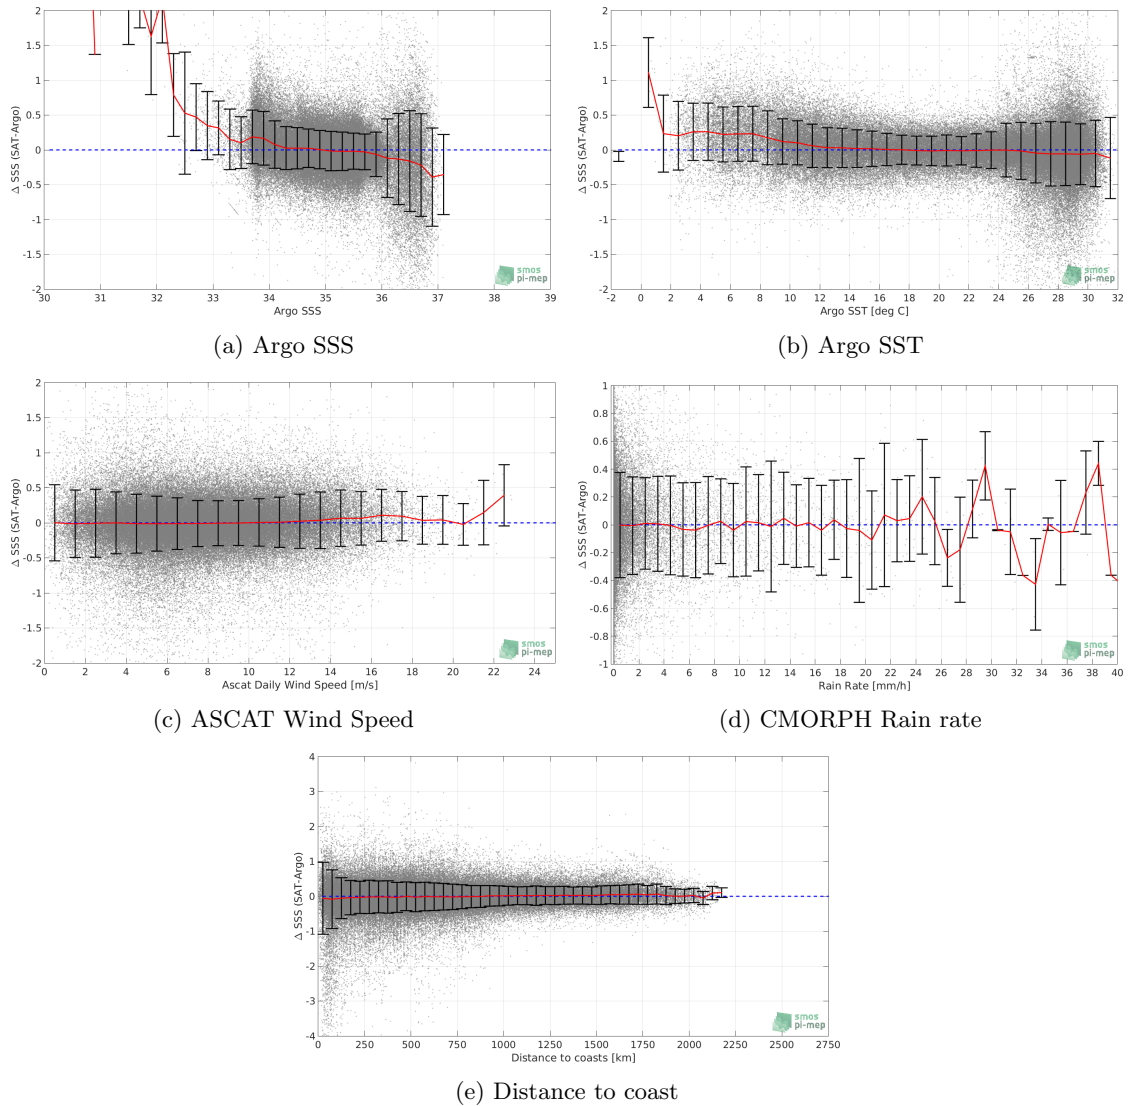 2
1.5
1
0.5
0
-0.5
-1
-1.5
-2
Δ SSS (SAT-Argo)
30 31 32 33 34 35 36 37 38 39
Argo SSS
smos
pi-mep
(a) Argo SSS
2
1.5
1
0.5
0
-0.5
-1
-1.5
-2
Δ SSS (SAT-Argo)
-2 0 2 4 6 8 10 12 14 16 18 20 22 24 26 28 30 32
Argo SST [deg C]
smos
pi-mep
(b) Argo SST
2
1.5
1
0.5
0
-0.5
-1
-1.5
-2
Δ SSS (SAT-Argo)
0 2 4 6 8 10 12 14 16 18 20 22 24
Ascat Daily Wind Speed [m/s]
smos
pi-mep
(c) ASCAT Wind Speed
1
0.8
0.6
0.4
0.2
0
-0.2
-0.4
-0.6
-0.8
-1
Δ SSS (SAT-Argo)
0 2 4 6 8 10 12 14 16 18 20 22 24 26 28 30 32 34 36 38 40
Rain Rate [mm/h]
smos
pi-mep
(d) CMORPH Rain rate
4
3
2
1
0
-1
-2
-3
-4
Δ SSS (SAT-Argo)
0 250 500 750 1000 1250 1500 1750 2000 2250 2500 2750
Distance to coasts [km]
smos
pi-mep
(e) Distance to coast